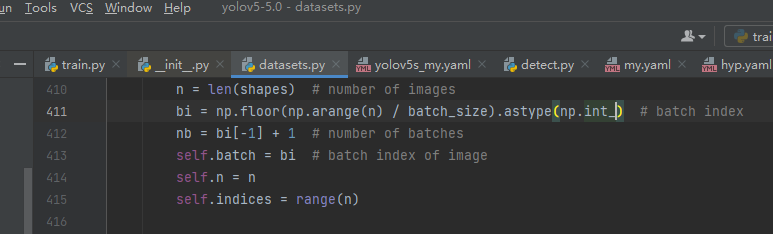 un Tools VCS Window Help yolov5-5.0 - datasets.py
trai
train.py __init__.py datasets.py yolov5s_my.yaml detect.py my.yaml hyp.yaml
410 n = len(shapes) # number of images
411 bi = np.floor(np.arange(n) / batch_size).astype(np.int_) # batch index
412 nb = bi[-1] + 1 # number of batches
413 self.batch = bi # batch index of image
414 self.n = n
415 self.indices = range(n)
416